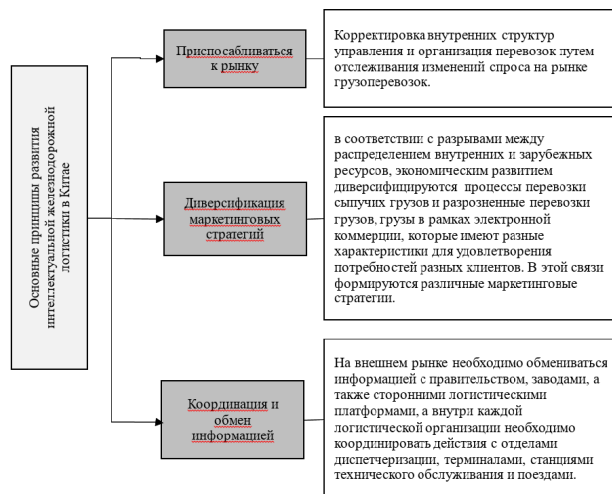 Основные принципы развития
интеллектуальной железнодорожной
логистики в Китае
Приспосабливаться
к рынку
Корректировка внутренних структур
управления и организация перевозок путем
отслеживания изменений спроса на рынке
грузоперевозок.
Диверсификация
маркетинговых
стратегий
в соответствии с разрывами между
распределением внутренних и зарубежных
ресурсов, экономическим развитием
диверсифицируются процессы перевозки
сыпучих грузов и разрозненные перевозки
грузов, грузы в рамках электронной
коммерции, которые имеют разные
характеристики для удовлетворения
потребностей разных клиентов. В этой связи
формируются различные маркетинговые
стратегии.
Координация и
обмен
информацией
На внешнем рынке необходимо обмениваться
информацией с правительством, заводами, а
также сторонними логистическими
платформами, а внутри каждой
логистической организации необходимо
координировать действия с отделами
диспетчеризации, терминалами, станциями
технического обслуживания и поездами.